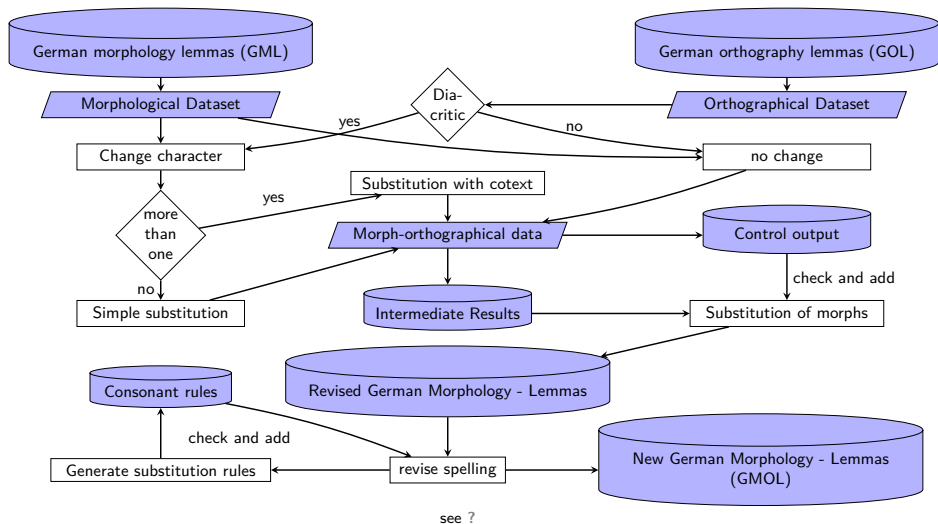 German morphology lemmas (GML)
German orthography lemmas (GOL)
Morphological Dataset
Dia-
critic
Orthographical Dataset
yes
no
Change character
no change
more
than
one
yes
Substitution with cotext
Morph-orthographical data
Control output
no
check and add
Simple substitution
Intermediate Results
Substitution of morphs
Consonant rules
Revised German Morphology - Lemmas
check and add
Generate substitution rules
revise spelling
New German Morphology - Lemmas
(GMOL)
see ?